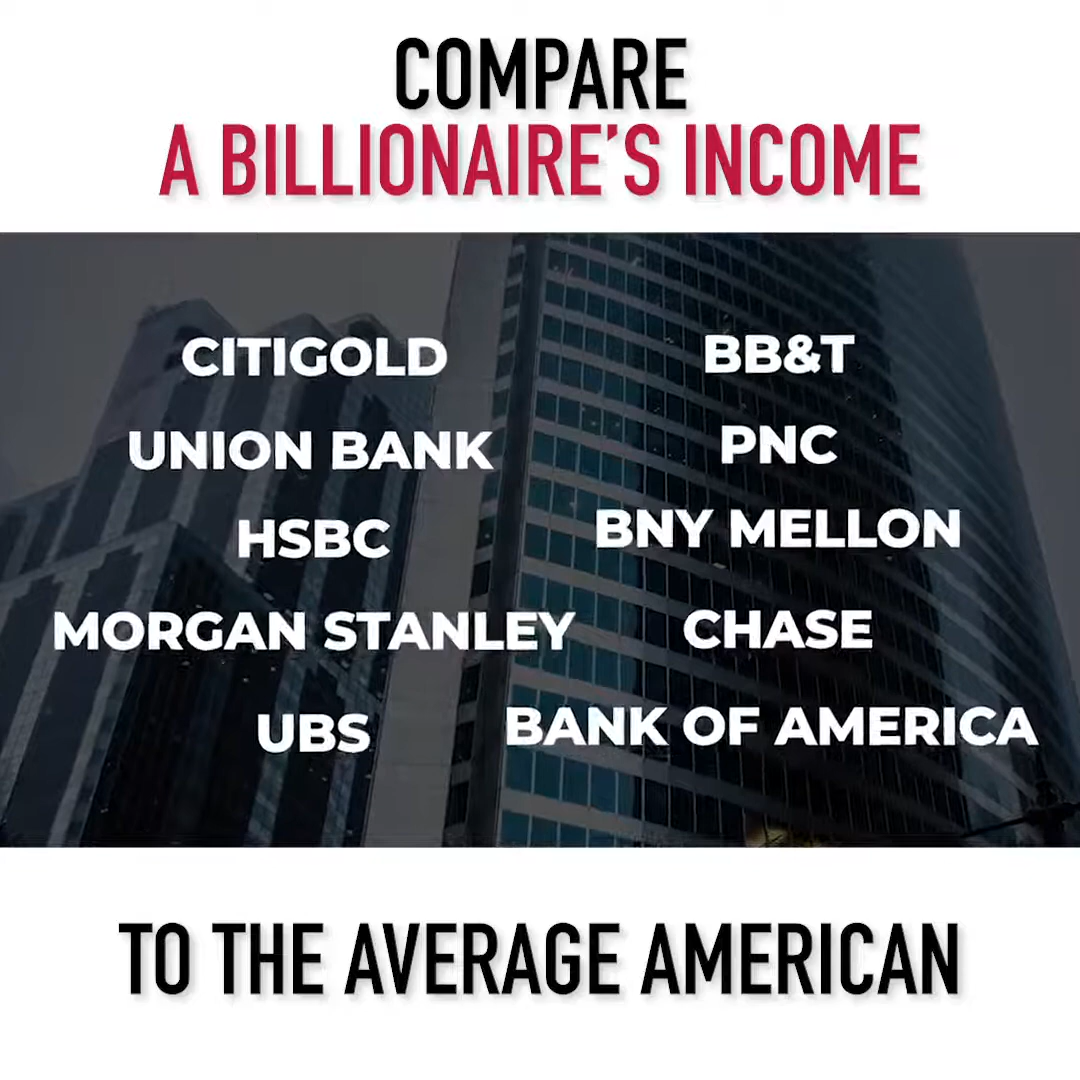 COMPARE
A BILLIONAIRE'S INCOME
CITIGOLD
UNION BANK
HSBC
MORGAN STANLEY
UBS
BB&T
PNC
BNY MELLON
CHASE
BANK OF AMERICA
TO THE AVERAGE AMERICAN